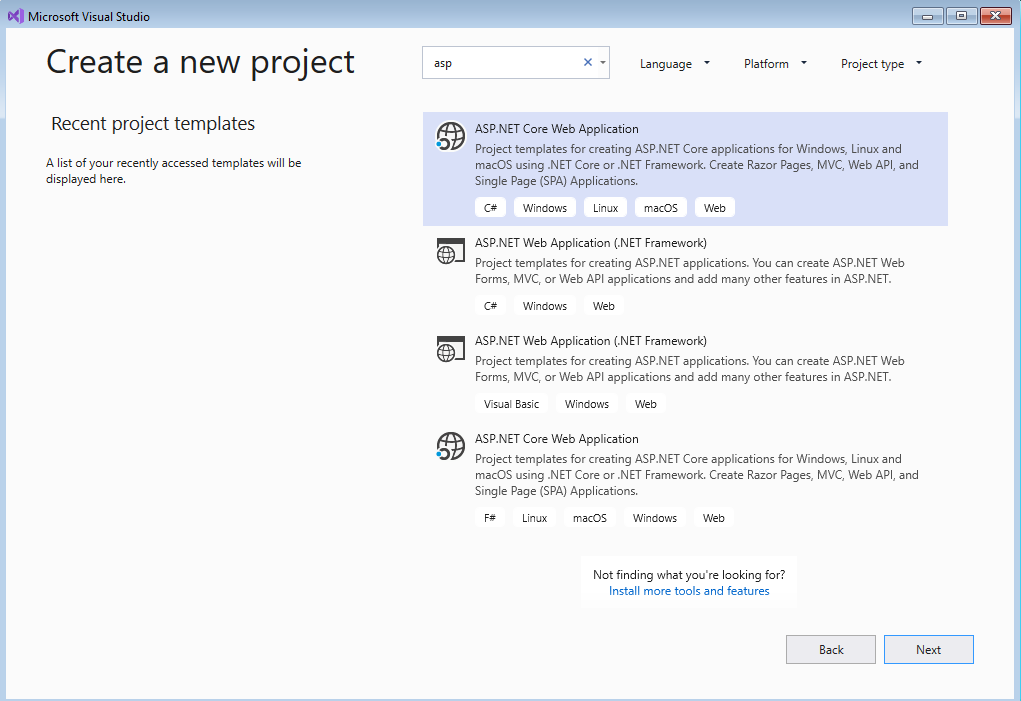 Microsoft Visual Studio
Create a new project
asp
Language
Platform
Project type
Recent project templates
A list of your recently accessed templates will be
displayed here.
ASP.NET Core Web Application
Project templates for creating ASP.NET Core applications for Windows, Linux and
macOS using .NET Core or .NET Framework. Create Razor Pages, MVC, Web API, and
Single Page (SPA) Applications.
C# Windows Linux macOS Web
ASP.NET Web Application (.NET Framework)
Project templates for creating ASP.NET applications. You can create ASP.NET Web
Forms, MVC, or Web API applications and add many other features in ASP.NET.
C# Windows Web
ASP.NET Web Application (.NET Framework)
Project templates for creating ASP.NET applications. You can create ASP.NET Web
Forms, MVC, or Web API applications and add many other features in ASP.NET.
Visual Basic Windows Web
ASP.NET Core Web Application
Project templates for creating ASP.NET Core applications for Windows, Linux and
macOS using .NET Core or .NET Framework. Create Razor Pages, MVC, Web API, and
Single Page (SPA) Applications.
F# Linux macOS Windows Web
Not finding what you're looking for?
Install more tools and features
Back
Next